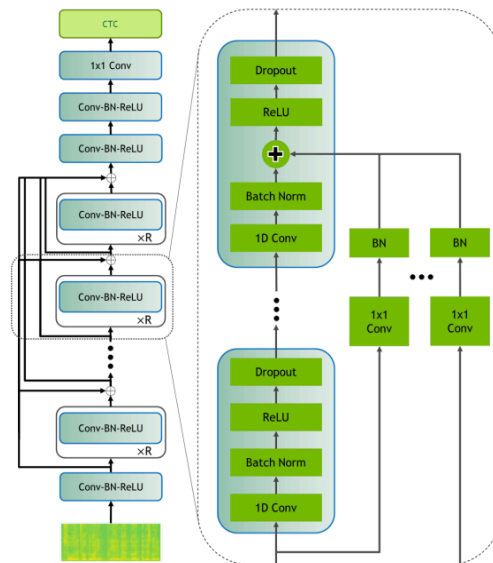 CTC
1x1 Conv
Conv-BN-ReLU
Conv-BN-ReLU
Conv-BN-ReLU
×R
Conv-BN-ReLU
×R
Conv-BN-ReLU
×R
Conv-BN-ReLU
Dropout
ReLU
Batch Norm
1D Conv
BN
BN
1x1
Conv
1x1
Conv
Dropout
ReLU
Batch Norm
1D Conv